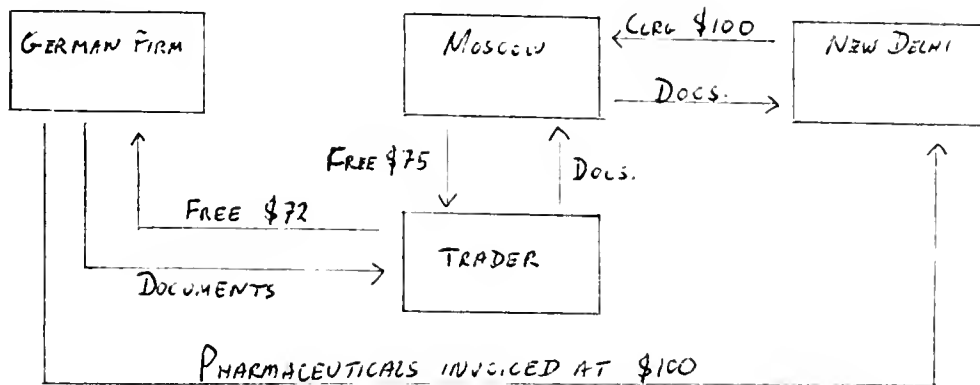 GERMAN FIRM
MOSCOW
CLRG $100
NEW DELHI
DOCS.
FREE $75
DOCS.
FREE $72
TRADER
DOCUMENTS
PHARMACEUTICALS INVOICED AT $100